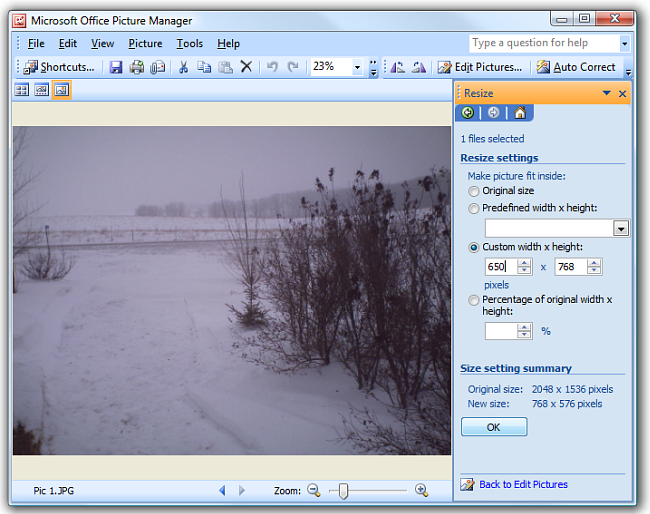 Microsoft Office Picture Manager
File Edit View Picture Tools Help
Type a question for help
Shortcuts... 23% Edit Pictures... Auto Correct
Resize
1 files selected
Resize settings
Make picture fit inside:
Original size
Predefined width x height:
Custom width x height:
650 x 768
pixels
Percentage of original width x
height:
%
Size setting summary
Original size: 2048 x 1536 pixels
New size: 768 x 576 pixels
OK
Back to Edit Pictures
Pic 1.JPG Zoom: